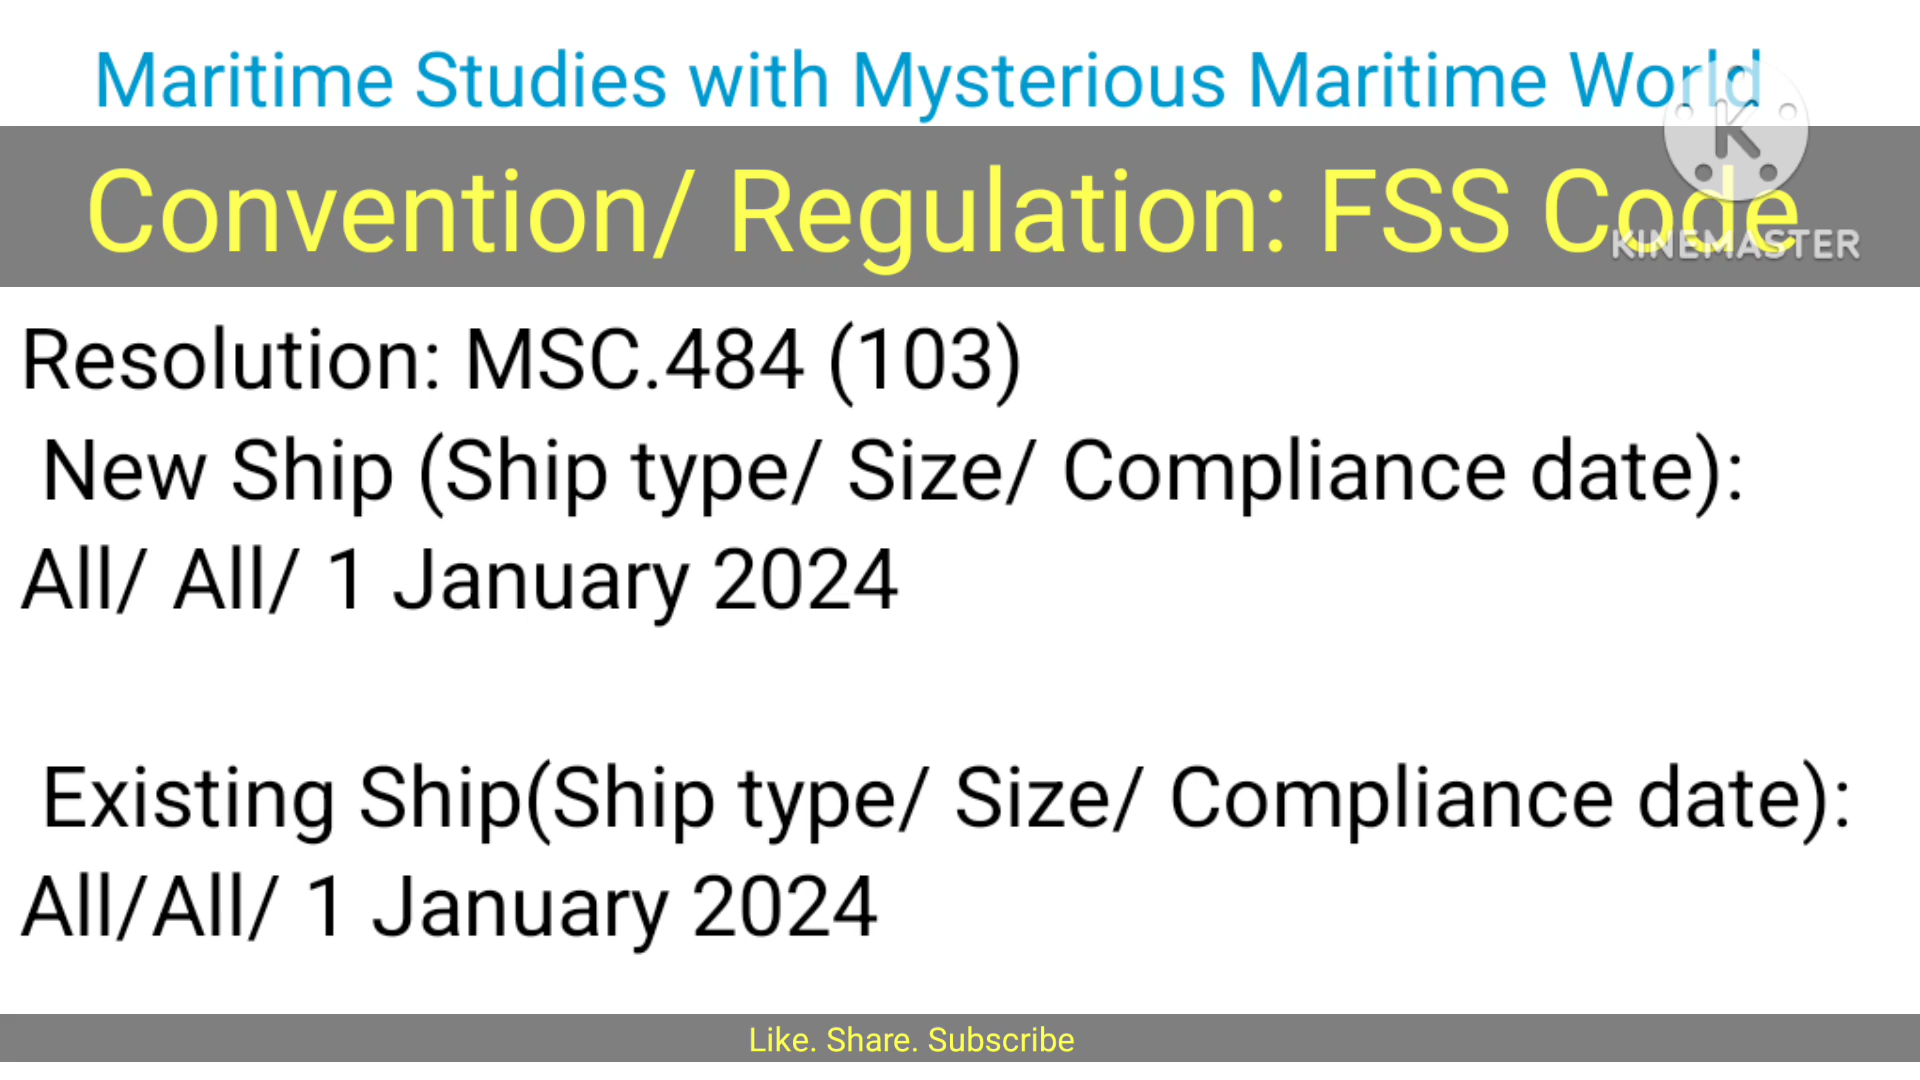 Maritime Studies with Mysterious Maritime World
K
Convention/ Regulation: FSS Code
KINEMASTER
Resolution: MSC.484 (103)
New Ship (Ship type/ Size/ Compliance date):
All/ All/ 1 January 2024
Existing Ship(Ship type/ Size/ Compliance date):
All/All/ 1 January 2024
Like. Share. Subscribe